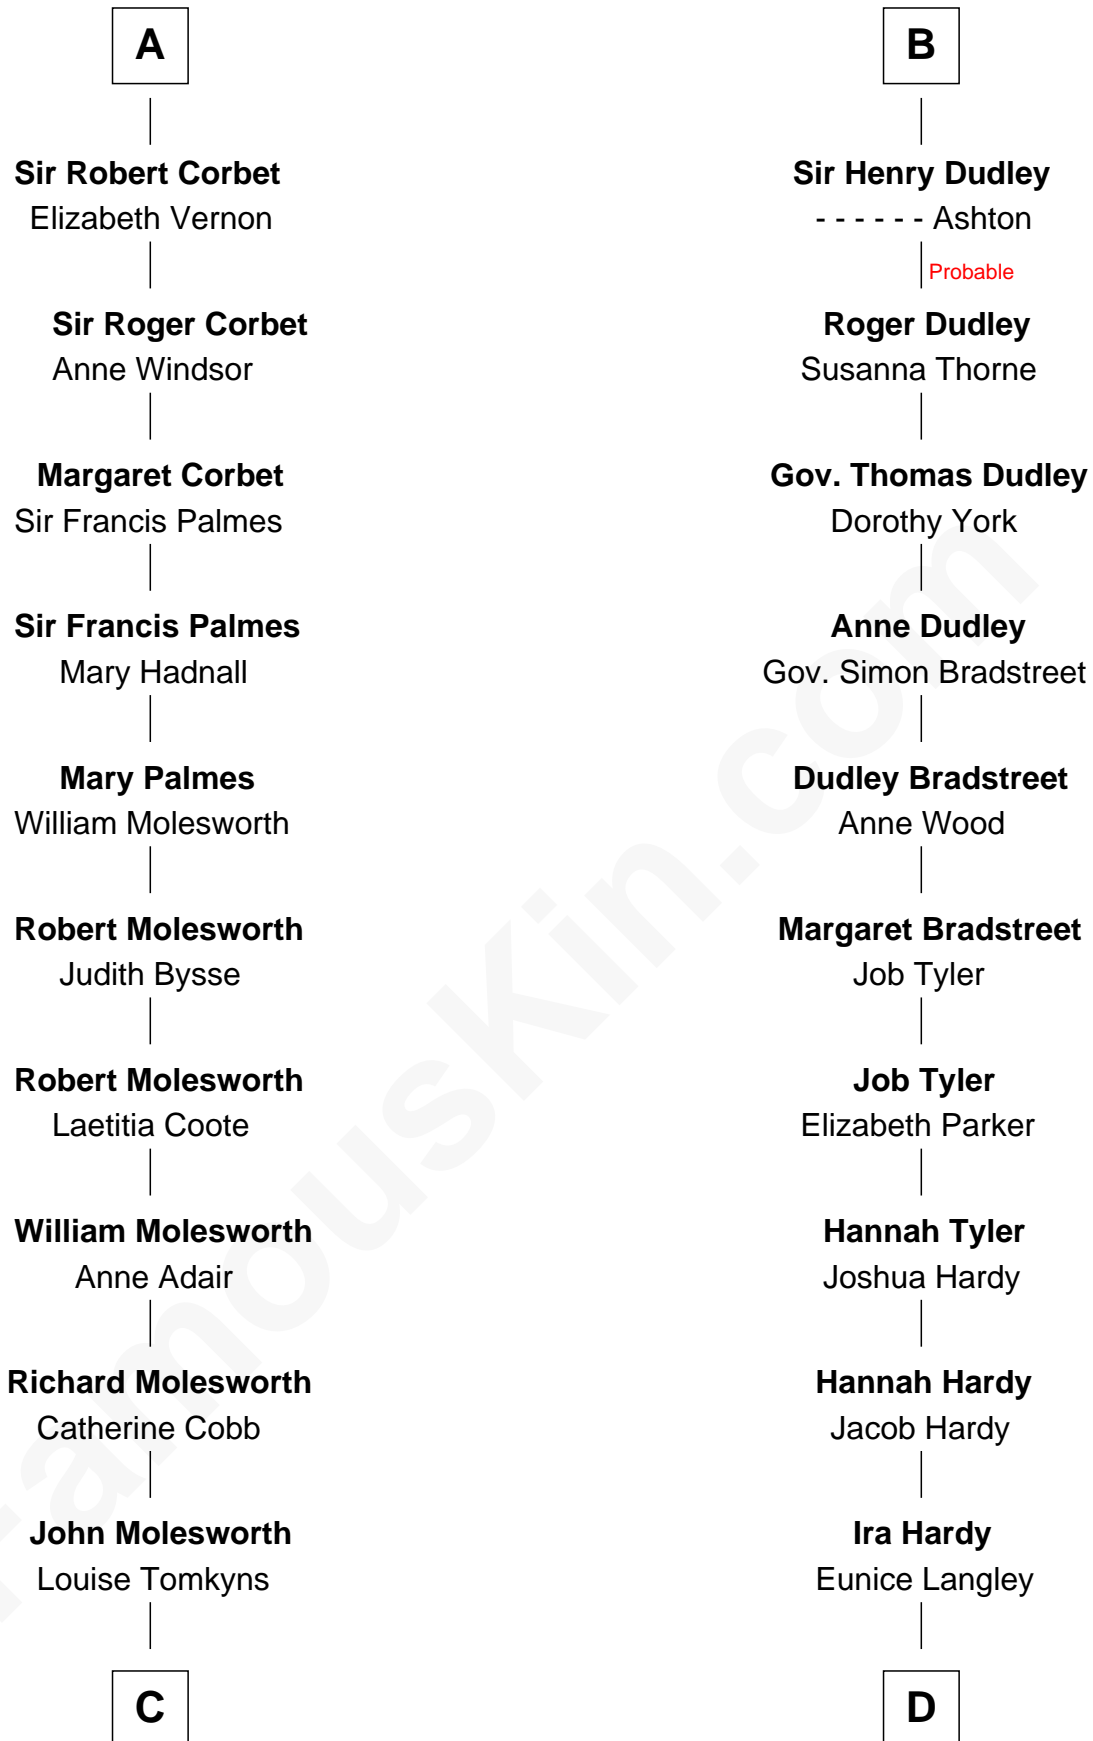 A
Sir Robert Corbet
Elizabeth Vernon
Sir Roger Corbet
Anne Windsor
Margaret Corbet
Sir Francis Palmes
Sir Francis Palmes
Mary Hadnall
Mary Palmes
William Molesworth
Robert Molesworth
Judith Bysse
Robert Molesworth
Laetitia Coote
William Molesworth
Anne Adair
Richard Molesworth
Catherine Cobb
John Molesworth
Louise Tomkyns
C
B
Sir Henry Dudley
- - - - - - Ashton
Probable
Roger Dudley
Susanna Thorne
Gov. Thomas Dudley
Dorothy York
Anne Dudley
Gov. Simon Bradstreet
Dudley Bradstreet
Anne Wood
Margaret Bradstreet
Job Tyler
Job Tyler
Elizabeth Parker
Hannah Tyler
Joshua Hardy
Hannah Hardy
Jacob Hardy
Ira Hardy
Eunice Langley
D
FamousKin.com